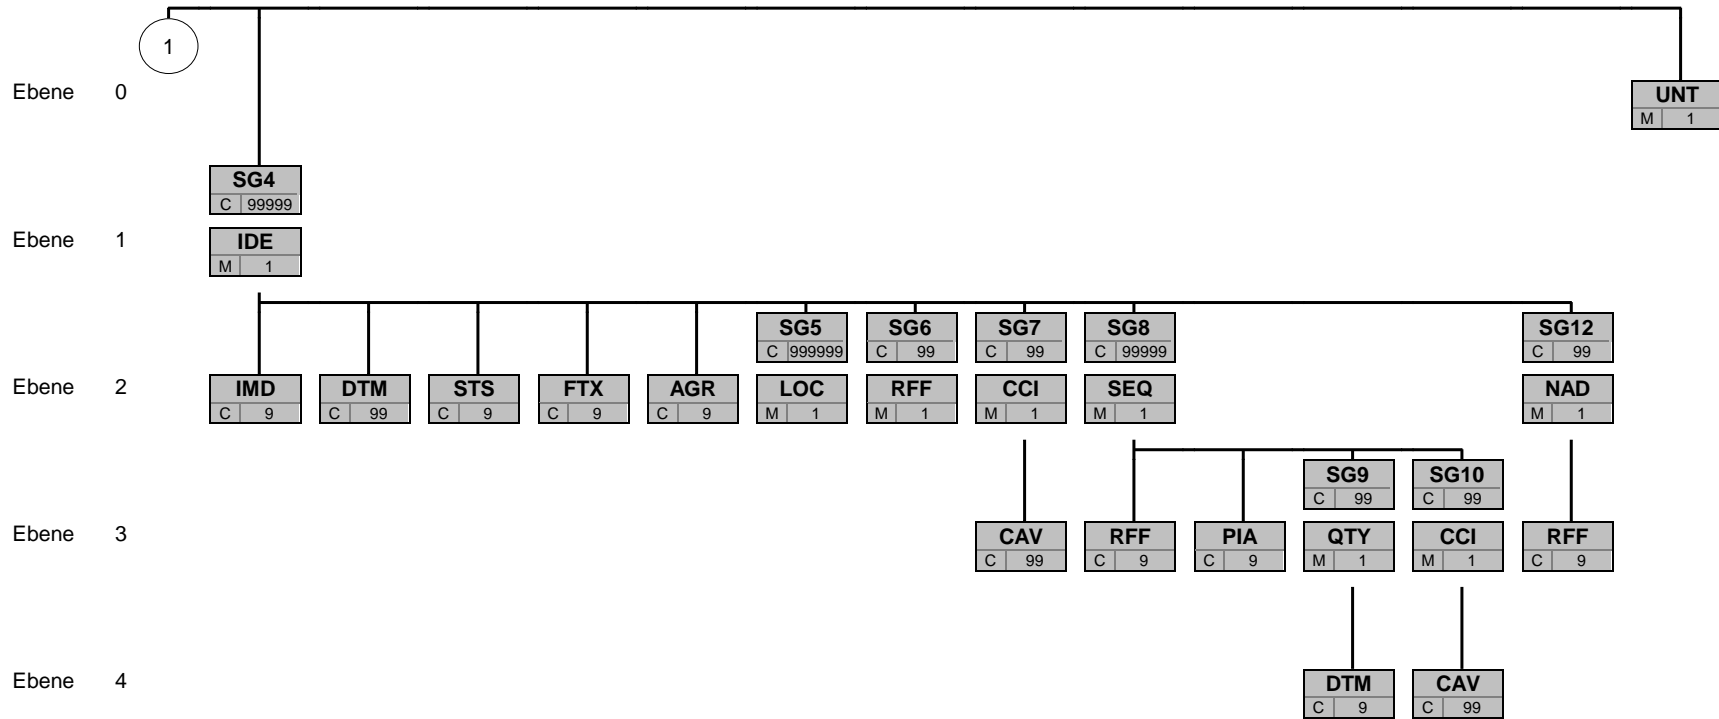 1
Ebene 0
UNT
M 1
SG4
C 99999
Ebene 1
IDE
M 1
SG5 SG6 SG7 SG8 SG12
C 999999 C 99 C 99 C 99999 C 99
Ebene 2
IMD DTM STS FTX AGR LOC RFF CCI SEQ NAD
C 9 C 99 C 9 C 9 C 9 M 1 M 1 M 1 M 1 M 1
SG9 SG10
C 99 C 99
Ebene 3
CAV RFF PIA QTY CCI RFF
C 99 C 9 C 9 M 1 M 1 C 9
Ebene 4
DTM CAV
C 9 C 99